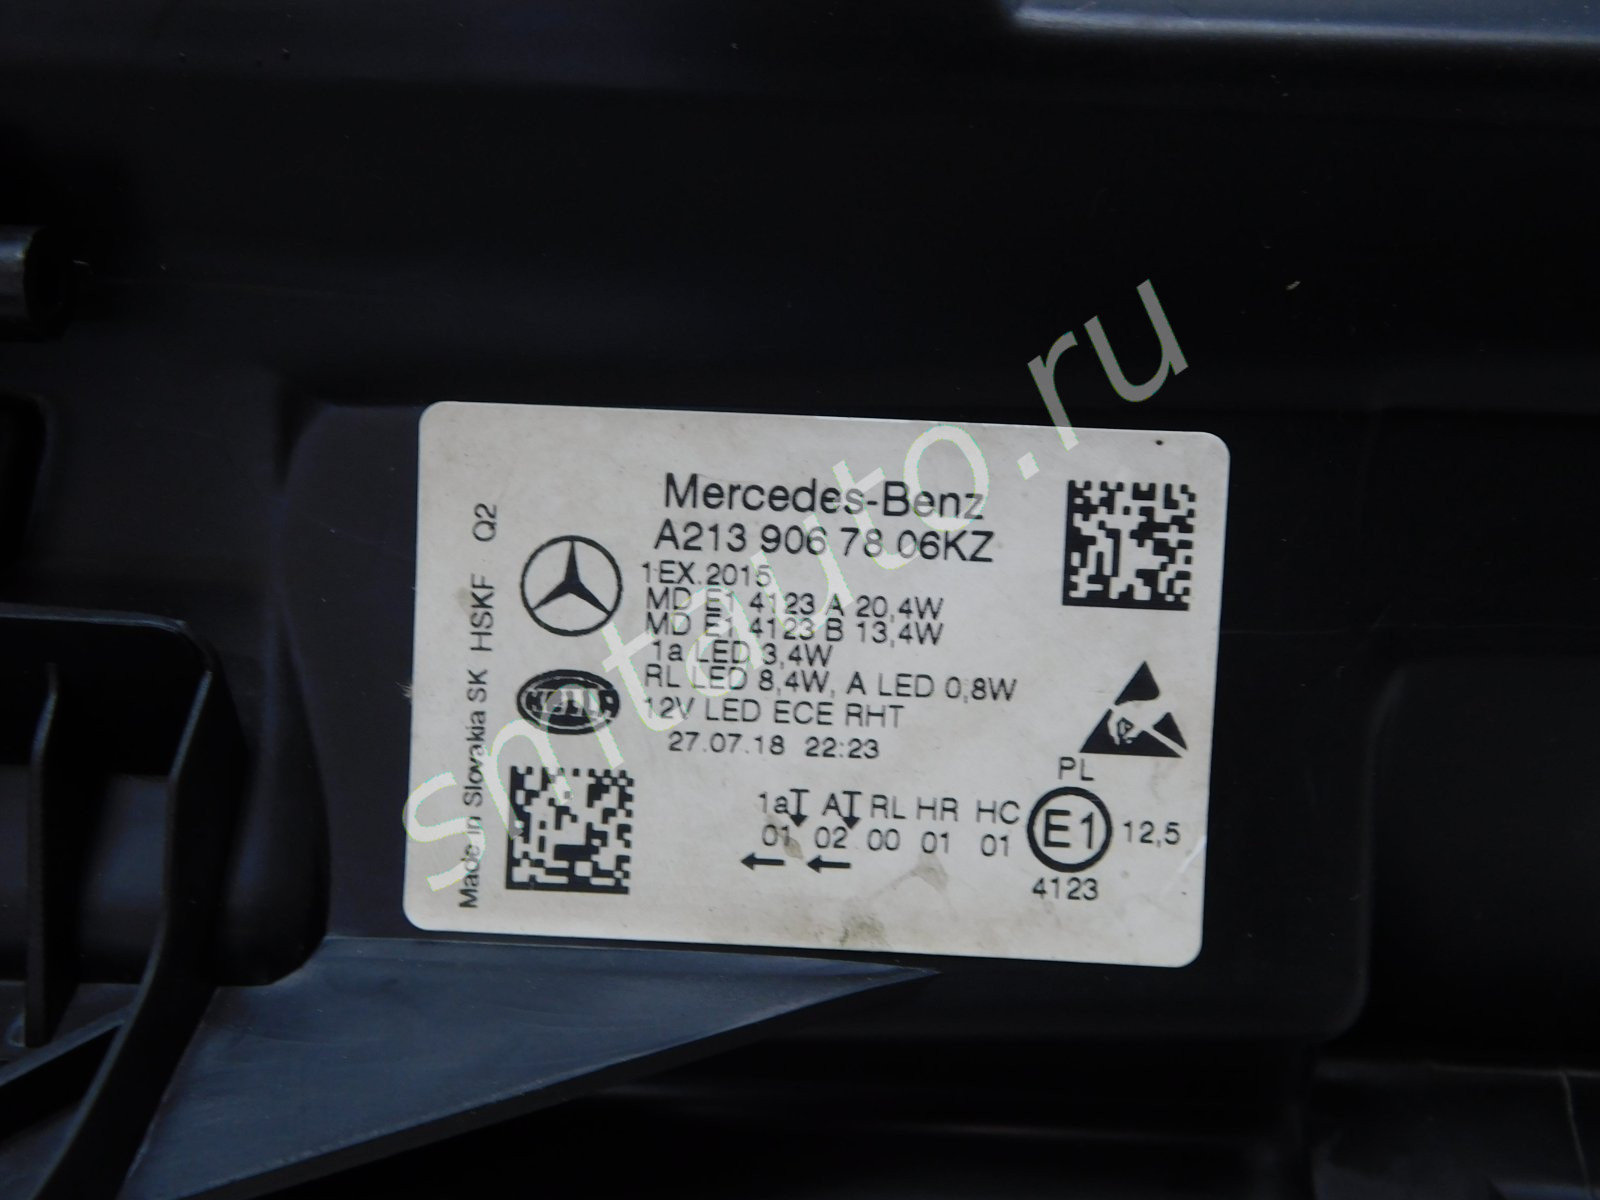 Mercedes-Benz
A213 906 78 06KZ
1EX.2015
MD E1 4123 A 20,4W
MD E1 4123 B 13,4W
1a LED 3,4W
RL LED 8,4W, A LED 0,8W
12V LED ECE RHT
27.07.18 22:23
Made in Slovakia SK HSKF Q2
HELLA
PL
1a AT RL HR HC
01 02 00 01 01
E1 12,5
4123
smtauto.ru